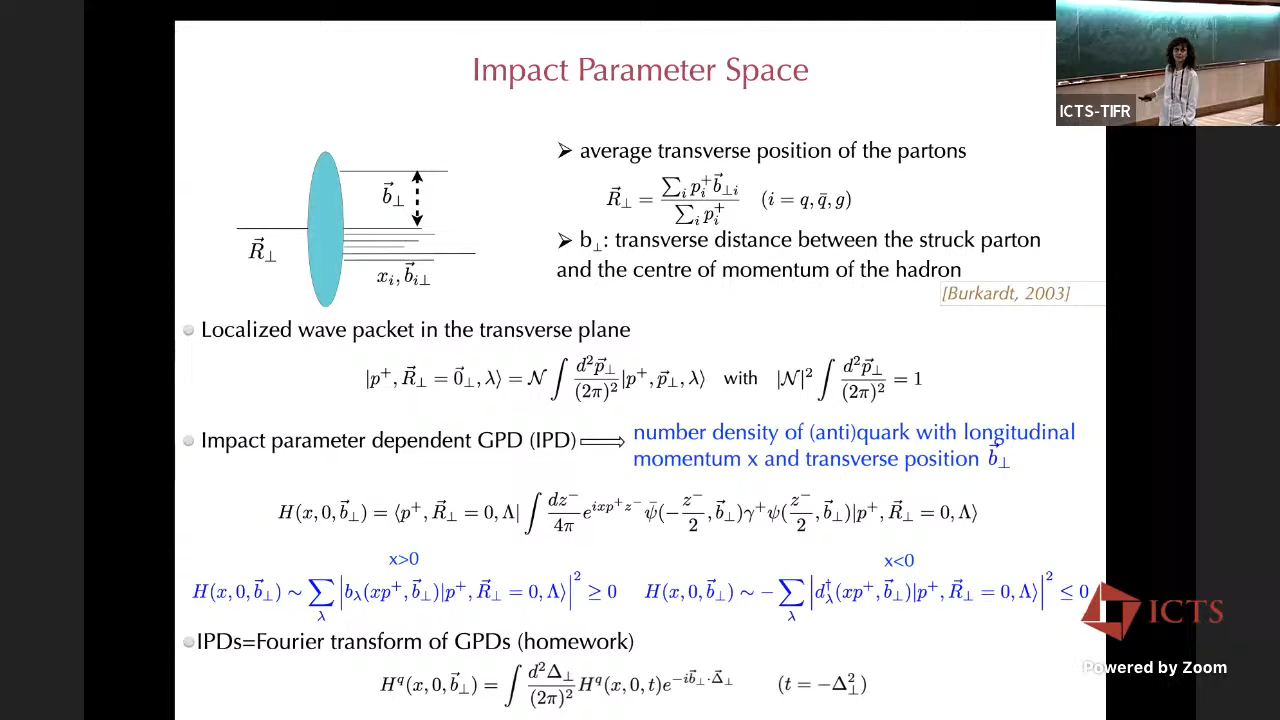 Impact Parameter Space
ICTS-TIFR
➢ average transverse position of the partons
$\vec{R}_\perp = \frac{\sum_i p_i^+ \vec{b}_{\perp i}}{\sum_i p_i^+} \quad (i = q, \bar{q}, g)$
➢ b⊥: transverse distance between the struck parton
and the centre of momentum of the hadron
[Burkardt, 2003]
$\vec{b}_\perp$
$\vec{R}_\perp$
$x_i, \vec{b}_{i\perp}$
Localized wave packet in the transverse plane
$|p^+, \vec{R}_\perp = \vec{0}_\perp, \lambda\rangle = \mathcal{N} \int \frac{d^2\vec{p}_\perp}{(2\pi)^2} |p^+, \vec{p}_\perp, \lambda\rangle \quad \text{with} \quad |\mathcal{N}|^2 \int \frac{d^2\vec{p}_\perp}{(2\pi)^2} = 1$
Impact parameter dependent GPD (IPD) ⟹ number density of (anti)quark with longitudinal
momentum x and transverse position $\vec{b}_\perp$
$H(x, 0, \vec{b}_\perp) = \langle p^+, \vec{R}_\perp = 0, \Lambda| \int \frac{dz^-}{4\pi} e^{ixp^+z^-} \bar{\psi}(-\frac{z^-}{2}, \vec{b}_\perp) \gamma^+ \psi(\frac{z^-}{2}, \vec{b}_\perp) |p^+, \vec{R}_\perp = 0, \Lambda\rangle$
x>0
x<0
$H(x, 0, \vec{b}_\perp) \sim \sum_\lambda \left| b_\lambda(xp^+, \vec{b}_\perp) |p^+, \vec{R}_\perp = 0, \Lambda\rangle \right|^2 \geq 0 \quad H(x, 0, \vec{b}_\perp) \sim -\sum_\lambda \left| d_\lambda^\dagger(xp^+, \vec{b}_\perp) |p^+, \vec{R}_\perp = 0, \Lambda\rangle \right|^2 \leq 0$
ICTS
IPDs=Fourier transform of GPDs (homework)
Powered by Zoom
$H^q(x, 0, \vec{b}_\perp) = \int \frac{d^2\Delta_\perp}{(2\pi)^2} H^q(x, 0, t) e^{-i\vec{b}_\perp \cdot \vec{\Delta}_\perp} \quad (t = -\Delta_\perp^2)$